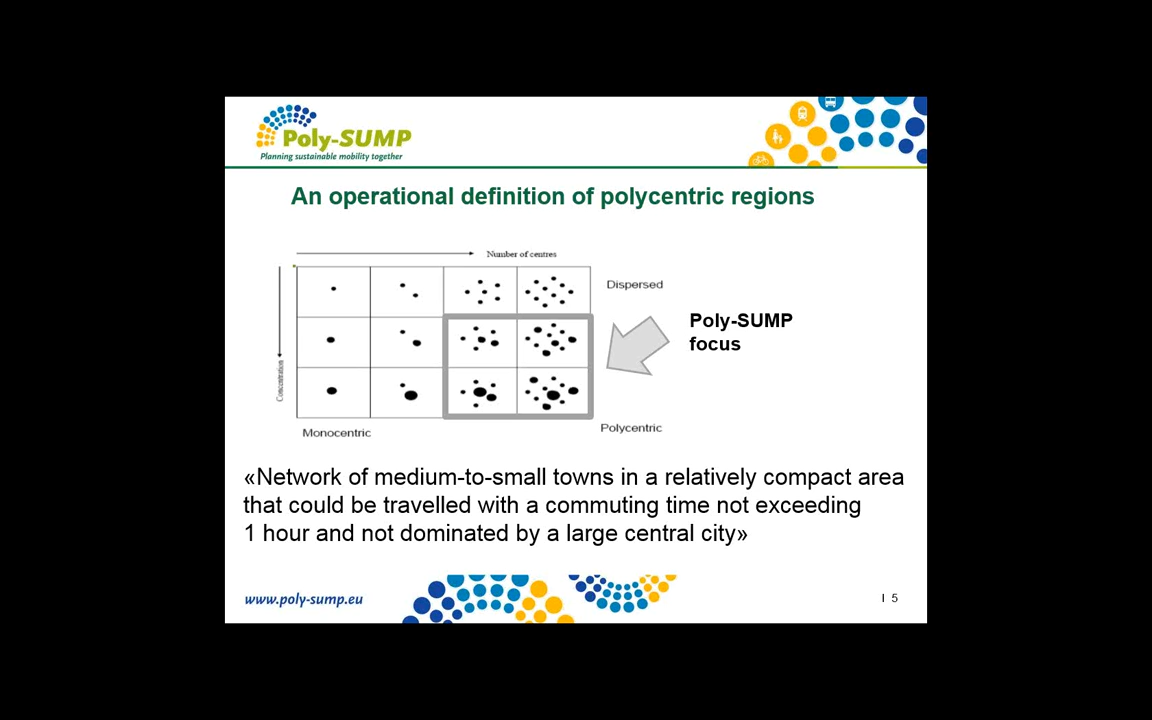 Poly-SUMP
Planning sustainable mobility together
An operational definition of polycentric regions
Number of centres
Dispersed
Poly-SUMP
focus
Concentration
Monocentric
Polycentric
«Network of medium-to-small towns in a relatively compact area
that could be travelled with a commuting time not exceeding
1 hour and not dominated by a large central city»
www.poly-sump.eu
I 5